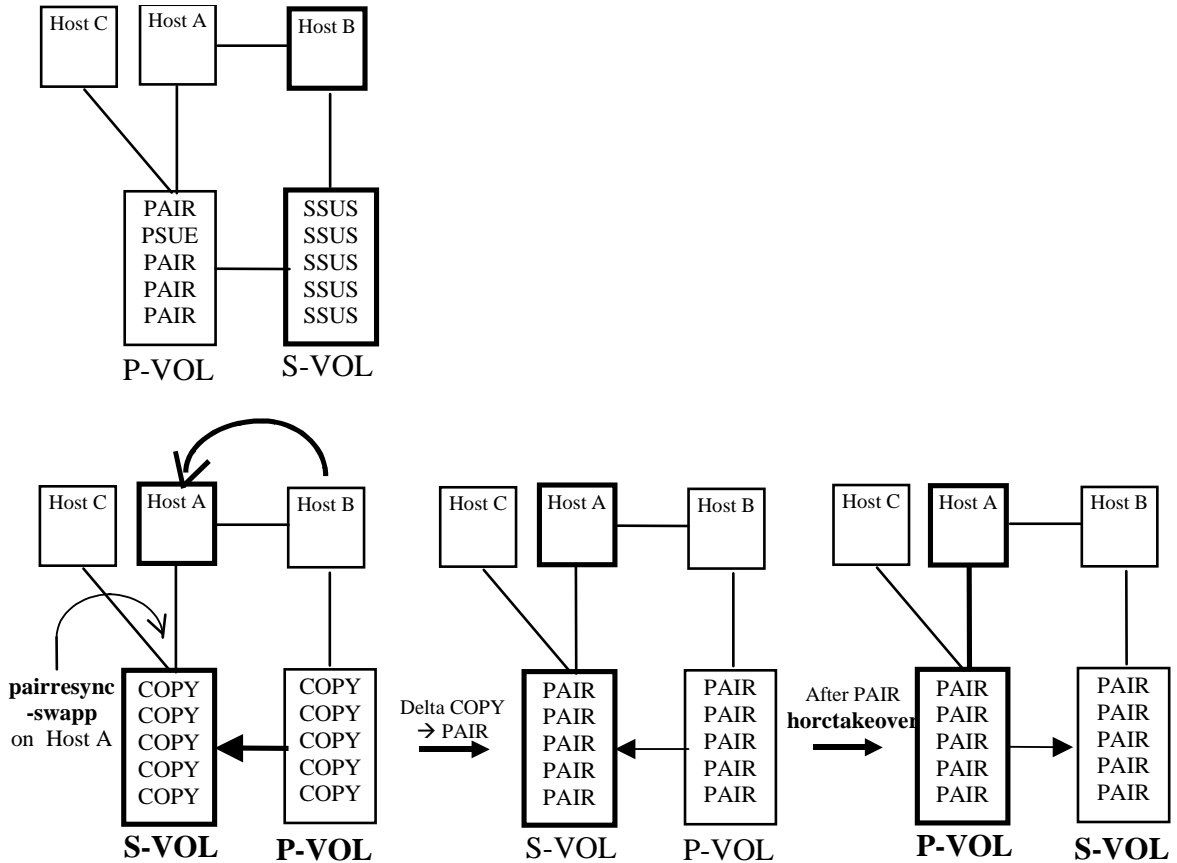 Host C
Host A
Host B
PAIR
PSUE
PAIR
PAIR
PAIR
SSUS
SSUS
SSUS
SSUS
SSUS
P-VOL
S-VOL
Host C
Host A
Host B
pairresync
-swapp
on Host A
COPY
COPY
COPY
COPY
COPY
COPY
COPY
COPY
COPY
COPY
S-VOL
P-VOL
Delta COPY
→ PAIR
Host C
Host A
Host B
PAIR
PAIR
PAIR
PAIR
PAIR
PAIR
PAIR
PAIR
PAIR
PAIR
S-VOL
P-VOL
After PAIR
horctakeover
Host C
Host A
Host B
PAIR
PAIR
PAIR
PAIR
PAIR
PAIR
PAIR
PAIR
PAIR
PAIR
P-VOL
S-VOL